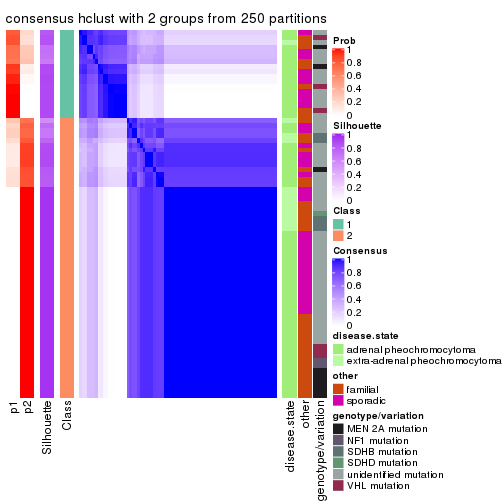 consensus hclust with 2 groups from 250 partitions
Prob
1
0.8
0.6
0.4
0.2
0
Silhouette
1
0.8
0.6
0.4
0.2
0
Class
1
2
Consensus
1
0.8
0.6
0.4
0.2
0
disease.state
adrenal pheochromocytoma
extra-adrenal pheochromocytoma
other
familial
sporadic
genotype/variation
MEN 2A mutation
NF1 mutation
SDHB mutation
SDHD mutation
unidentified mutation
VHL mutation
p1
p2
Silhouette
Class
disease.state
other
genotype/variation